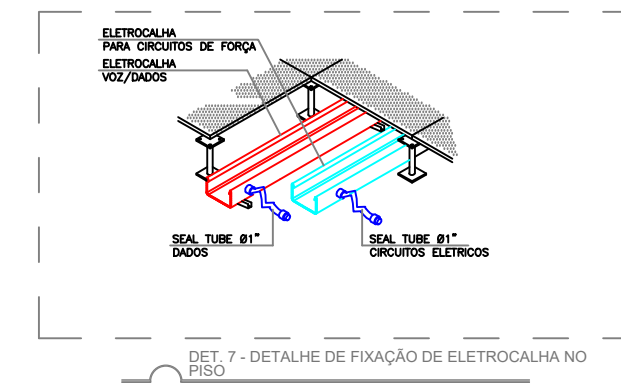 ELETROCALHA
PARA CIRCUITOS DE FORÇA
ELETROCALHA
VOZ/DADOS
SEAL TUBE Ø1"
DADOS
SEAL TUBE Ø1"
CIRCUITOS ELETRICOS
DET. 7 - DETALHE DE FIXAÇÃO DE ELETROCALHA NO
PISO